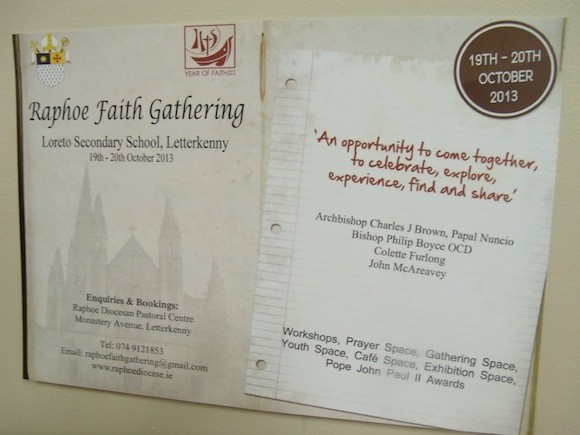 YEAR OF FAITH
Raphoe Faith Gathering
Loreto Secondary School, Letterkenny
19th - 20th October 2013
Enquiries & Bookings:
Raphoe Diocesan Pastoral Centre
Monastery Avenue, Letterkenny
Tel: 074 9121853
Email: raphoefaithgathering@gmail.com
www.raphoediocese.ie
19TH - 20TH
OCTOBER
2013
'An opportunity to come together,
to celebrate, explore,
experience, find and share'
Archbishop Charles J Brown, Papal Nuncio
Bishop Philip Boyce OCD
Colette Furlong
John McAreavey
Workshops, Prayer Space, Gathering Space,
Youth Space, Café Space, Exhibition Space,
Pope John Paul II Awards